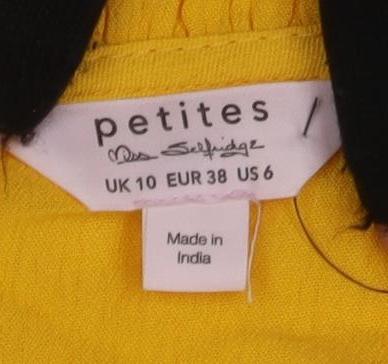 petites
Miss Selfridge
UK 10 EUR 38 US 6
Made in
India